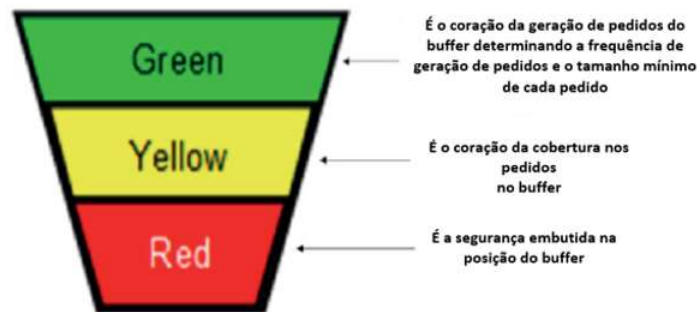 É o coração da geração de pedidos do
buffer determinando a frequência de
geração de pedidos e o tamanho mínimo
de cada pedido
Green
É o coração da cobertura nos
pedidos
no buffer
Yellow
É a segurança embutida na
posição do buffer
Red